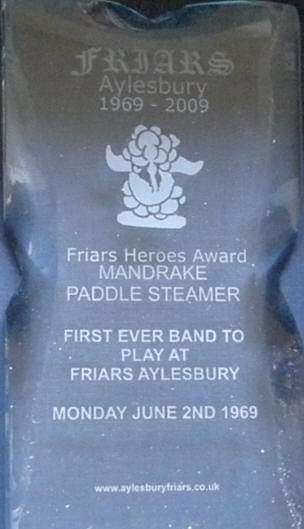 FRIARS
Aylesbury
1969 - 2009
Friars Heroes Award
MANDRAKE
PADDLE STEAMER
FIRST EVER BAND TO
PLAY AT
FRIARS AYLESBURY
MONDAY JUNE 2ND 1969
www.aylesburyfriars.co.uk